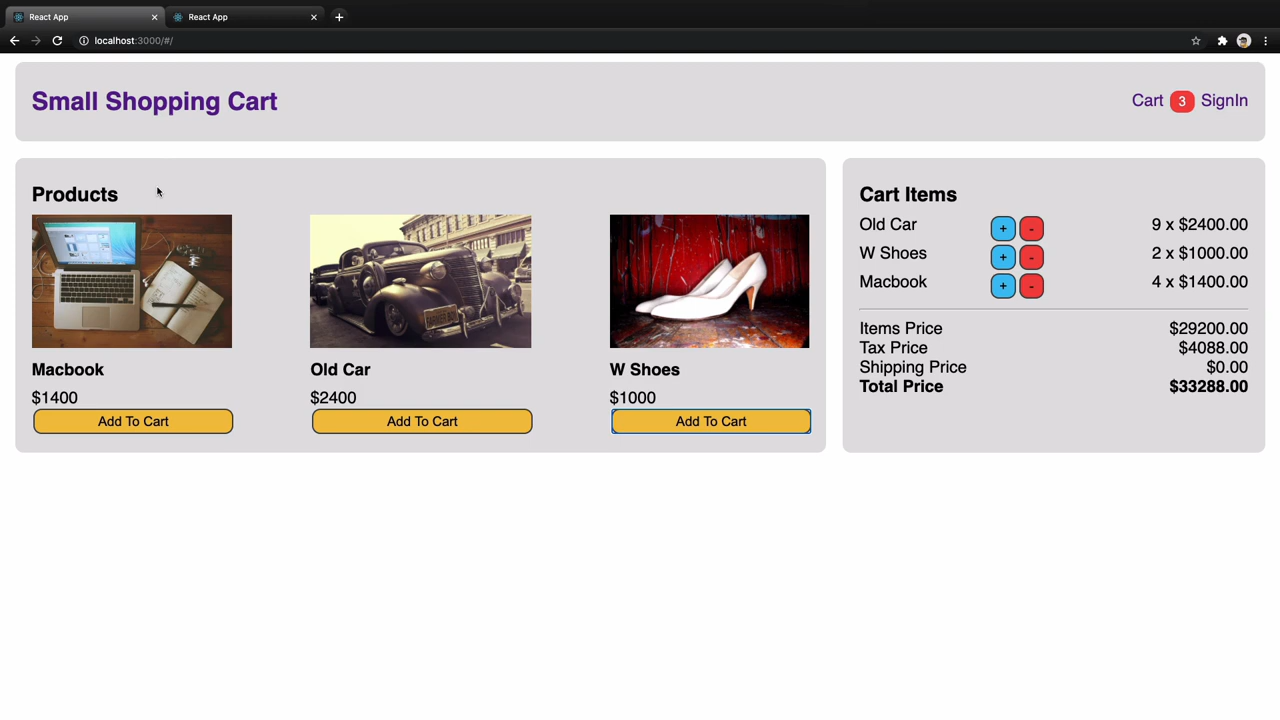 React App
React App
localhost:3000/#/
Small Shopping Cart
Cart 3 SignIn
Products
Macbook
$1400
Add To Cart
Old Car
$2400
Add To Cart
W Shoes
$1000
Add To Cart
Cart Items
Old Car + - 9 x $2400.00
W Shoes + - 2 x $1000.00
Macbook + - 4 x $1400.00
Items Price $29200.00
Tax Price $4088.00
Shipping Price $0.00
Total Price $33288.00